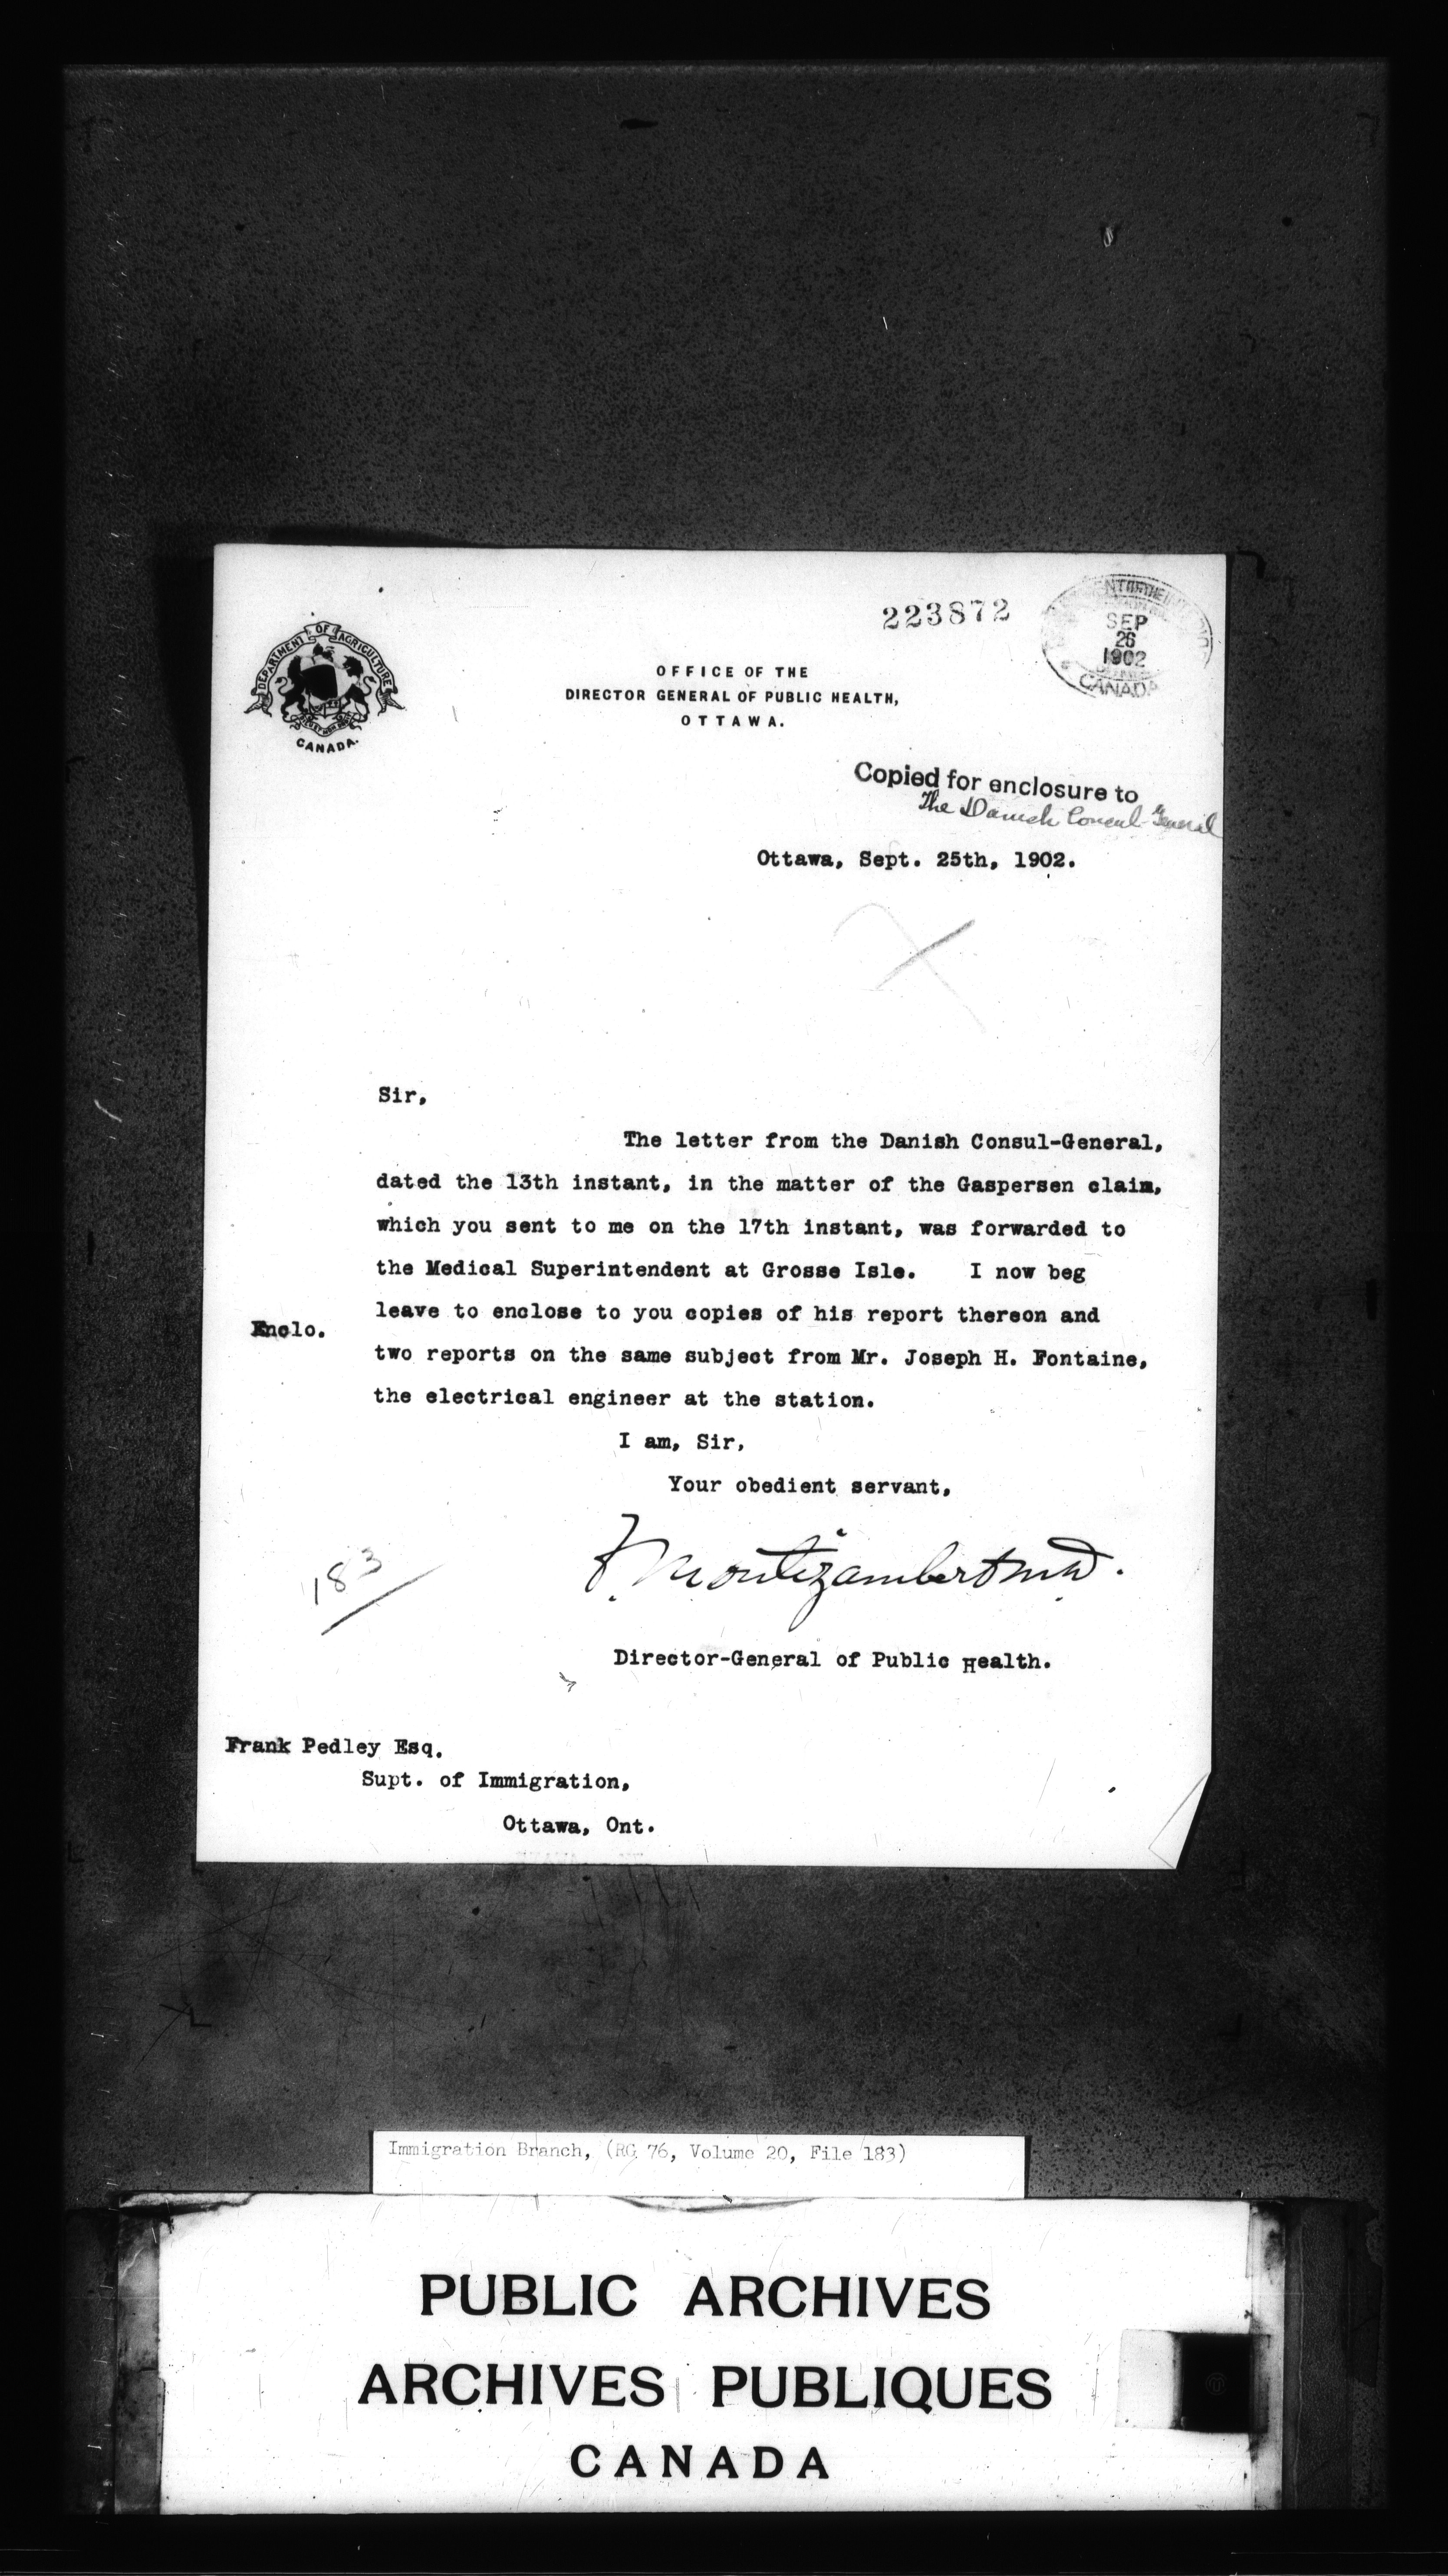 223872
SEP
26
1902
CANADA
DEPARTMENT OF AGRICULTURE
CANADA.
OFFICE OF THE
DIRECTOR GENERAL OF PUBLIC HEALTH,
OTTAWA.
Copied for enclosure to
The Danish Consul General
Ottawa, Sept. 25th, 1902.
Sir,
The letter from the Danish Consul-General,
dated the 13th instant, in the matter of the Gaspersen claim,
which you sent to me on the 17th instant, was forwarded to
the Medical Superintendent at Grosse Isle. I now beg
leave to enclose to you copies of his report thereon and
Enclo.
two reports on the same subject from Mr. Joseph H. Fontaine,
the electrical engineer at the station.
I am, Sir,
Your obedient servant,
F. Montizambert M.D.
183
Director-General of Public Health.
Frank Pedley Esq.
Supt. of Immigration,
Ottawa, Ont.
Immigration Branch, (RG 76, Volume 20, File 183)
PUBLIC ARCHIVES
ARCHIVES PUBLIQUES
CANADA